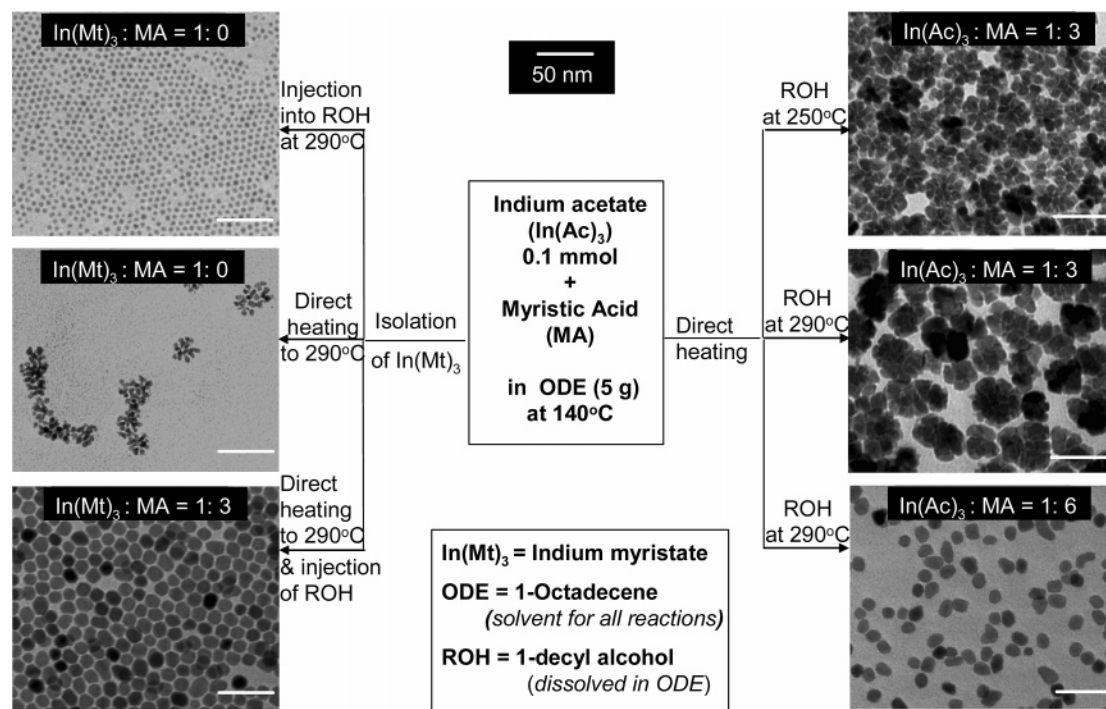 In(Mt)3 : MA = 1: 0
Injection
into ROH
at 290°C
In(Mt)3 : MA = 1: 0
Direct
heating
to 290°C
In(Mt)3 : MA = 1: 3
Direct
heating
to 290°C
& injection
of ROH
Isolation
of In(Mt)3
50 nm
Indium acetate
(In(Ac)3)
0.1 mmol
+
Myristic Acid
(MA)
in ODE (5 g)
at 140°C
Direct
heating
In(Mt)3 = Indium myristate
ODE = 1-Octadecene
(solvent for all reactions)
ROH = 1-decyl alcohol
(dissolved in ODE)
ROH
at 250°C
In(Ac)3 : MA = 1: 3
ROH
at 290°C
In(Ac)3 : MA = 1: 3
ROH
at 290°C
In(Ac)3 : MA = 1: 6